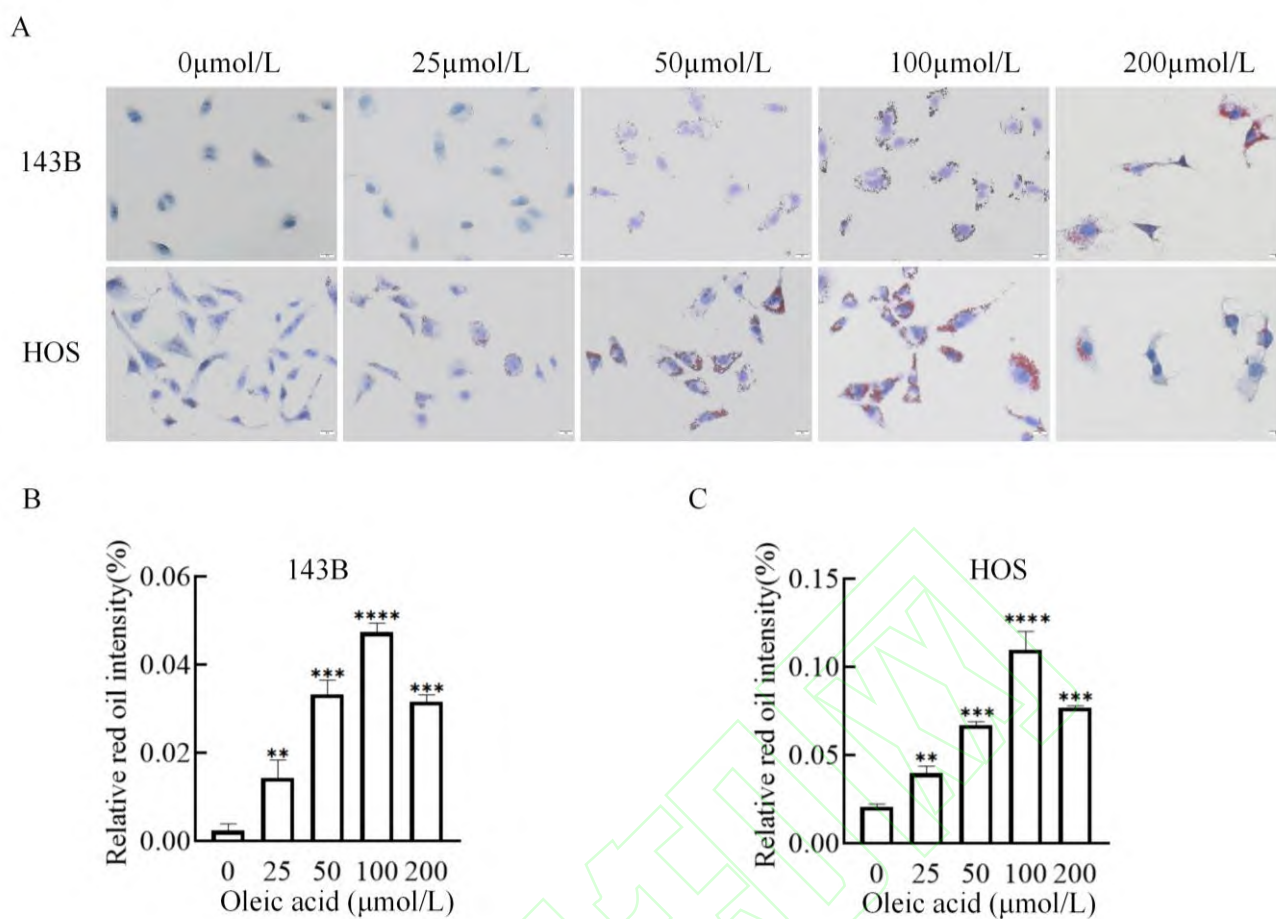 A
0μmol/L 25μmol/L 50μmol/L 100μmol/L 200μmol/L
143B
HOS
B
C
143B
Relative red oil intensity(%)
0.06
0.04
0.02
0.00
**
***
****
***
0 25 50 100 200
Oleic acid (μmol/L)
HOS
Relative red oil intensity(%)
0.15
0.10
0.05
0.00
**
***
****
***
0 25 50 100 200
Oleic acid (μmol/L)